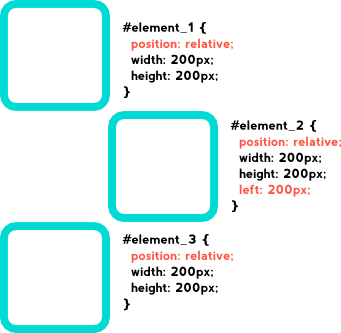 #element_1 {
position: relative;
width: 200px;
height: 200px;
}
#element_2 {
position: relative;
width: 200px;
height: 200px;
left: 200px;
}
#element_3 {
position: relative;
width: 200px;
height: 200px;
}